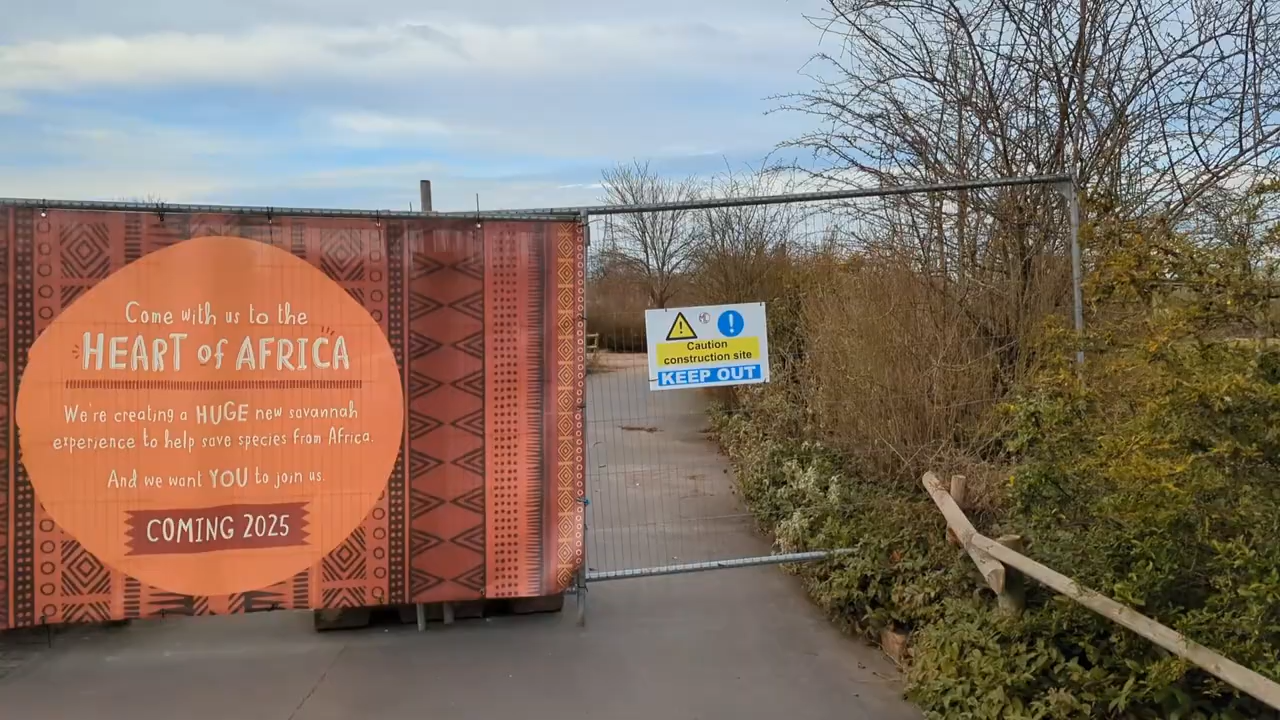 Come with us to the
HEART of AFRICA
We're creating a HUGE new savannah
experience to help save species from Africa.
And we want YOU to join us.
COMING 2025
Caution
construction site
KEEP OUT